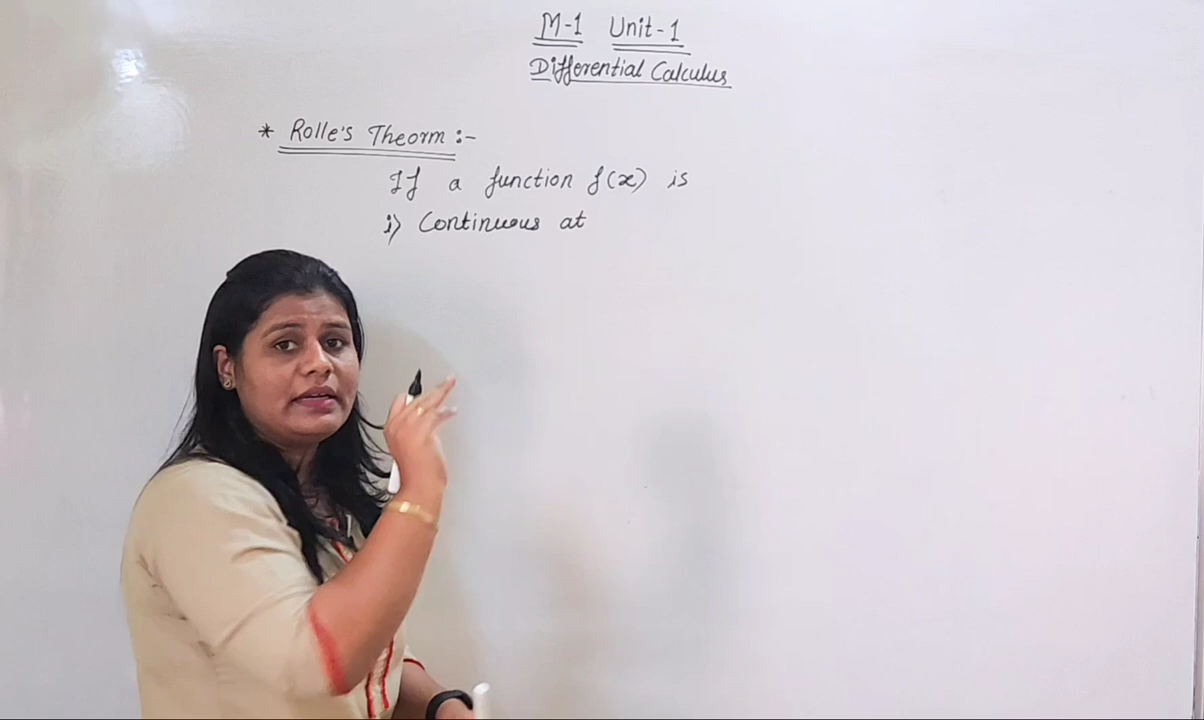 M-1 Unit-1
Differential Calculus
* Rolle's Theorm :-
If a function f(x) is
i) Continuous at